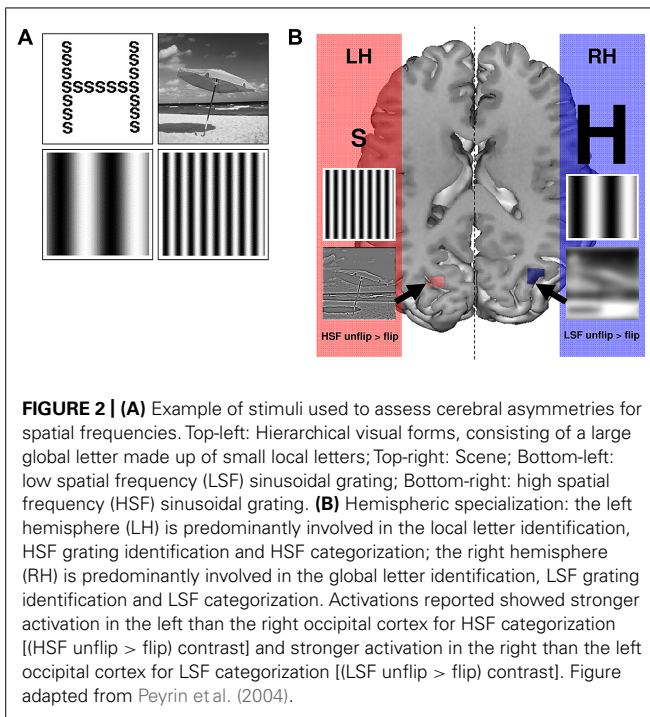 A
B
S S
S S
S S
SSSSSSS
S S
S S
S S
S S
LH
RH
S
H
HSF unflip > flip
LSF unflip > flip
FIGURE 2 | (A) Example of stimuli used to assess cerebral asymmetries for
spatial frequencies. Top-left: Hierarchical visual forms, consisting of a large
global letter made up of small local letters; Top-right: Scene; Bottom-left:
low spatial frequency (LSF) sinusoidal grating; Bottom-right: high spatial
frequency (HSF) sinusoidal grating. (B) Hemispheric specialization: the left
hemisphere (LH) is predominantly involved in the local letter identification,
HSF grating identification and HSF categorization; the right hemisphere
(RH) is predominantly involved in the global letter identification, LSF grating
identification and LSF categorization. Activations reported showed stronger
activation in the left than the right occipital cortex for HSF categorization
[(HSF unflip > flip) contrast] and stronger activation in the right than the left
occipital cortex for LSF categorization [(LSF unflip > flip) contrast]. Figure
adapted from Peyrin et al. (2004).